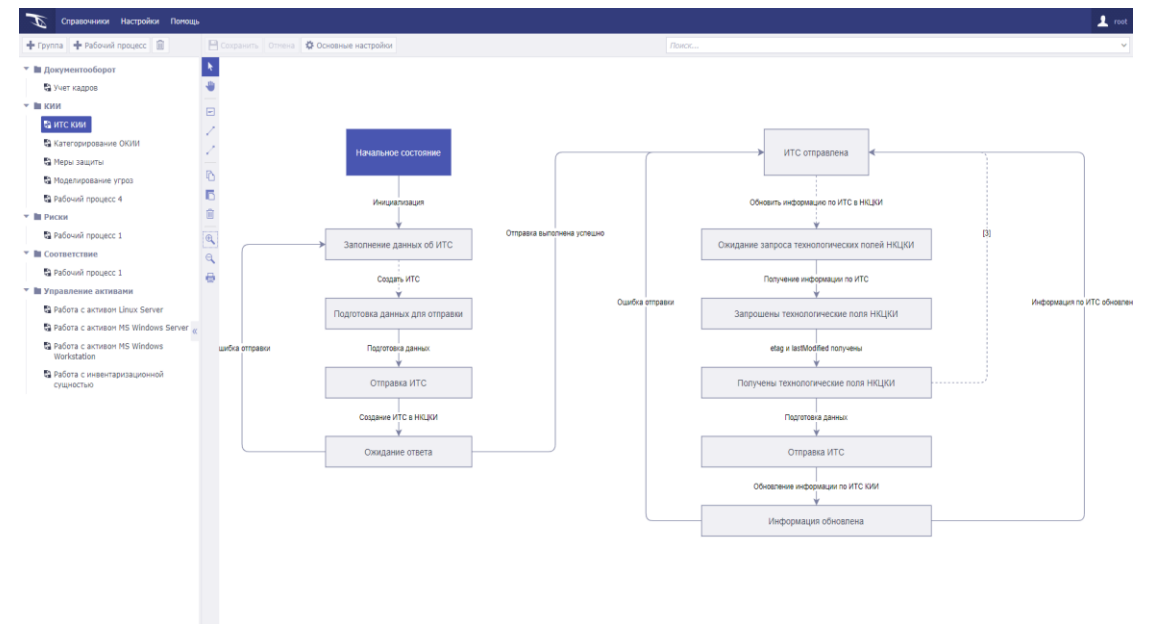 Справочники Настройки Помощь
root
Группа Рабочий процесс Сохранить Отмена Основные настройки Поиск...
Документооборот
Учет кадров
КИИ
ИТС КИИ
Категорирование ОКИИ
Меры защиты
Моделирование угроз
Рабочий процесс 4
Риски
Рабочий процесс 1
Соответствие
Рабочий процесс 1
Управление активами
Работа с активом Linux Server
Работа с активом MS Windows Server
Работа с активом MS Windows
Workstation
Работа с инвентаризационной
сущностью
Начальное состояние
Инициализация
Заполнение данных об ИТС
Создать ИТС
Подготовка данных для отправки
шибка отправки
Подготовка данных
Отправка ИТС
Создание ИТС в НКЦКИ
Ожидание ответа
Отправка выполнена успешно
ИТС отправлена
Обновить информацию по ИТС в НКЦКИ
Ожидание запроса технологических полей НКЦКИ
[3]
Получение информации по ИТС
Ошибка отправки
Информация по ИТС обновлен
Запрошены технологические поля НКЦКИ
etag и lastModified получены
Получены технологические поля НКЦКИ
Подготовка данных
Отправка ИТС
Обновление информации по ИТС КИИ
Информация обновлена